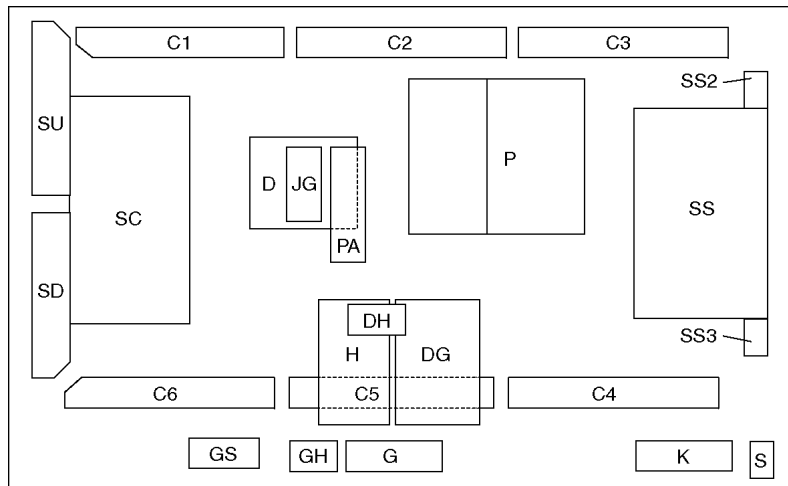 C1 C2 C3
SS2
SU
D JG P
SC SS
PA
SD
DH
SS3
H DG
C6 C5 C4
GS GH G K S